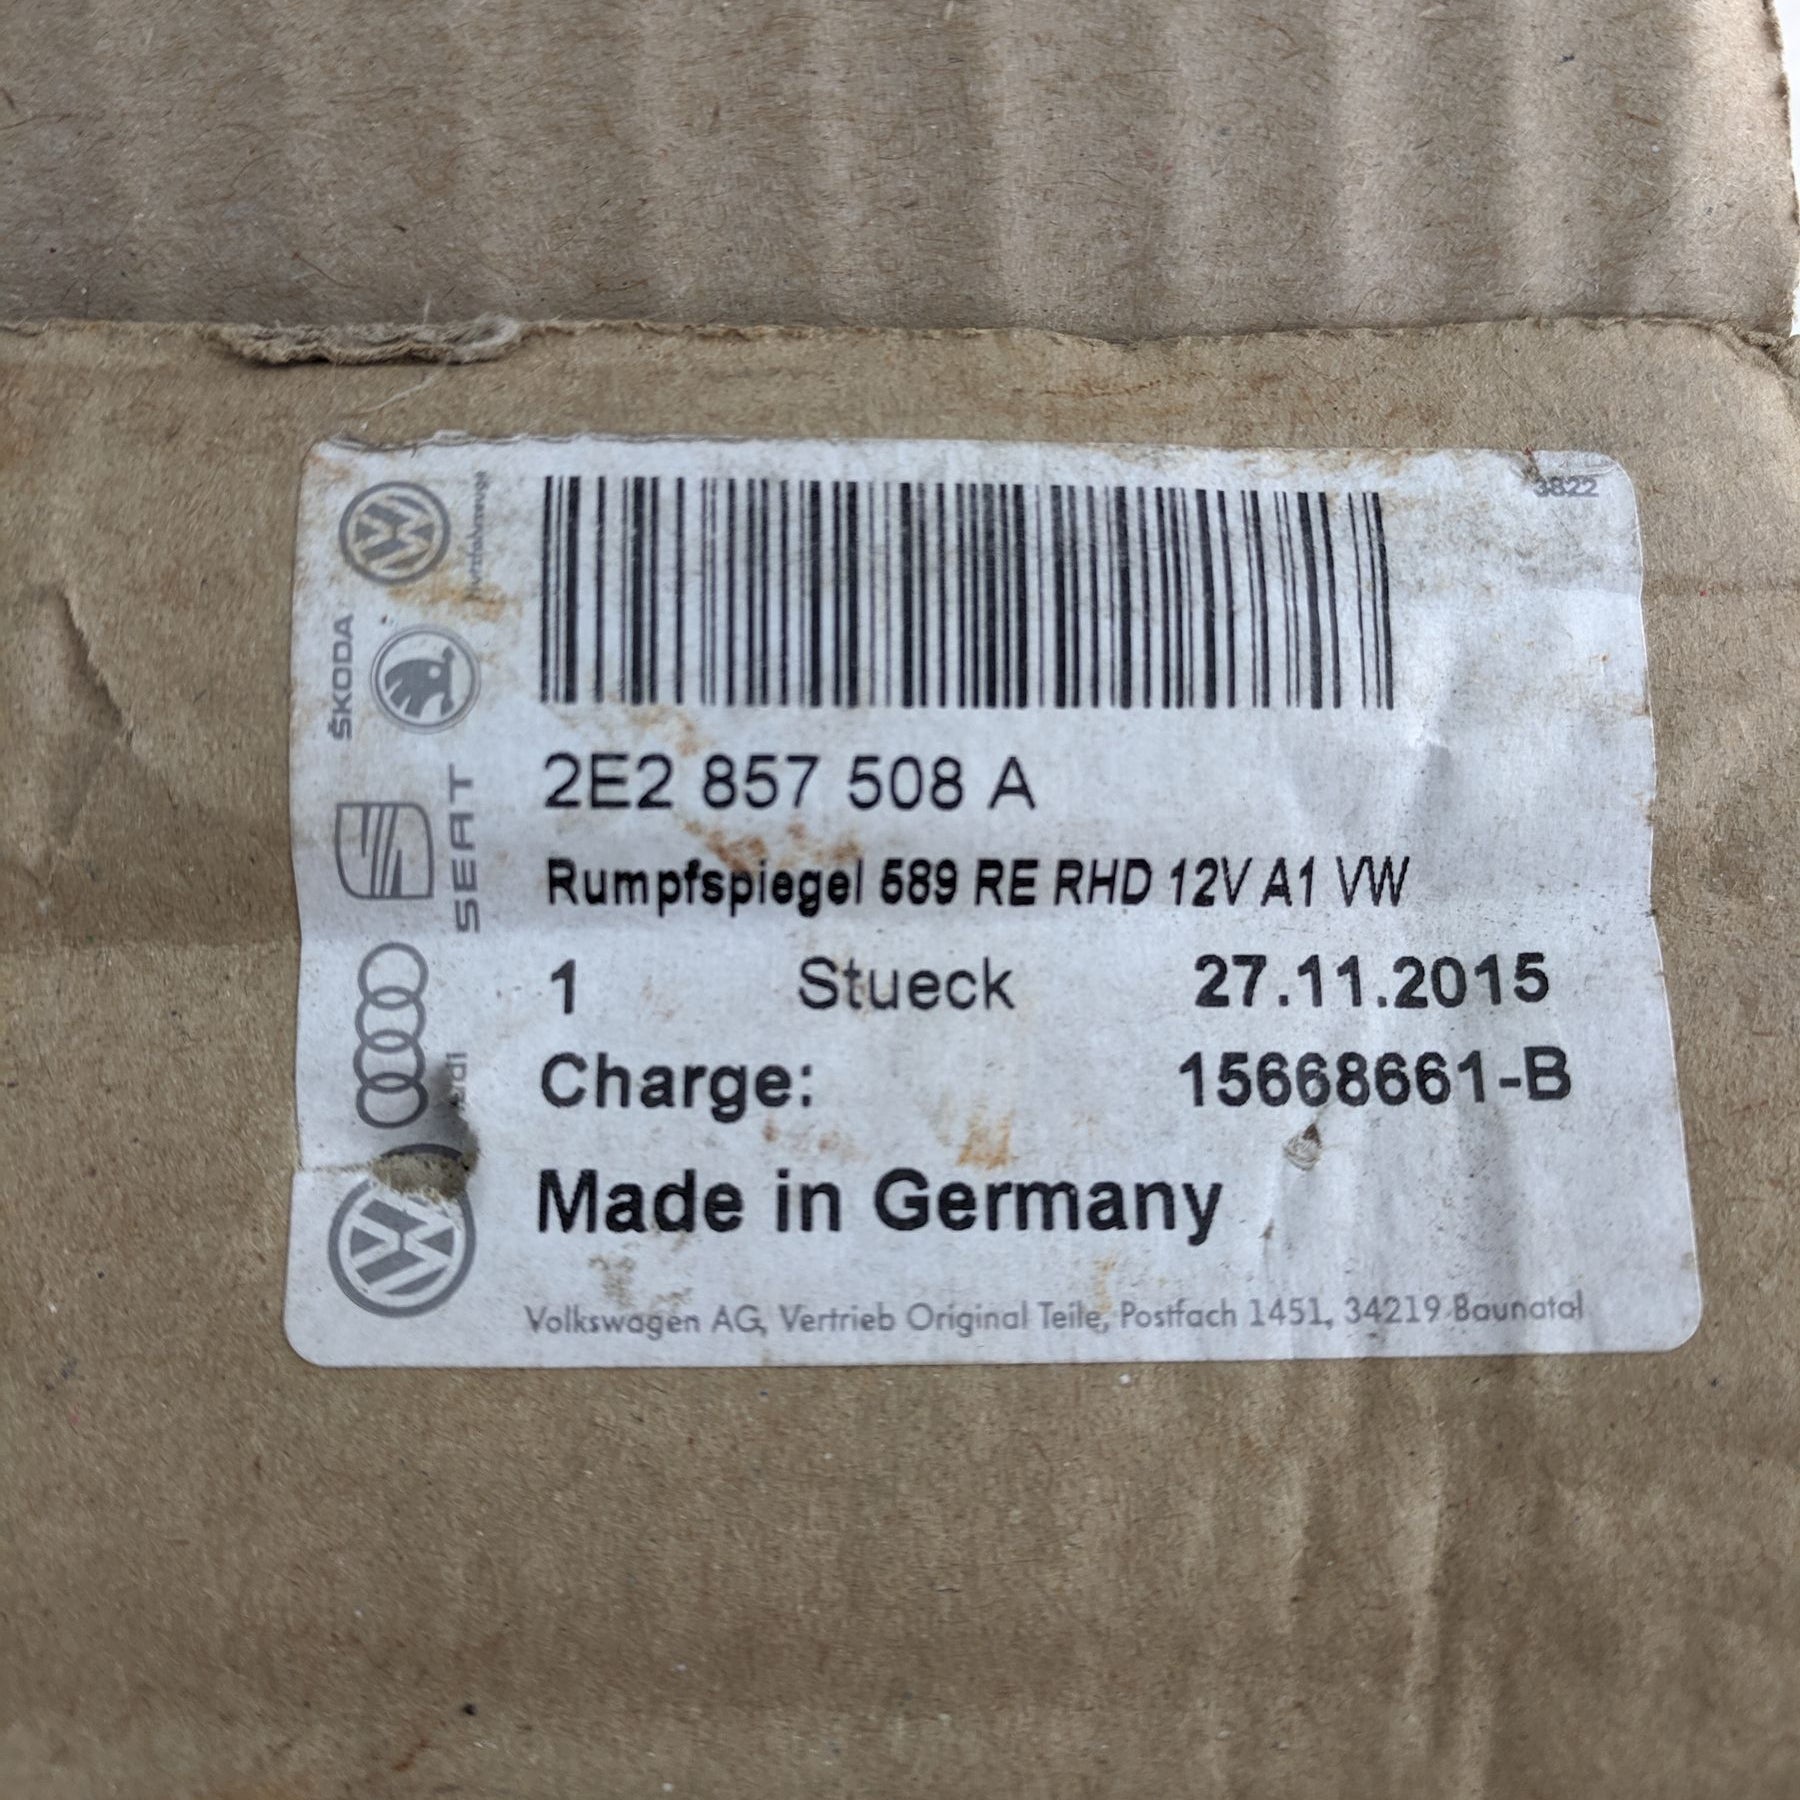 3822
Nutzfahrzeuge
ŠKODA
SEAT
2E2 857 508 A
Rumpfspiegel 589 RE RHD 12V A1 VW
1 Stueck 27.11.2015
Charge: 15668661-B
Made in Germany
Volkswagen AG, Vertrieb Original Teile, Postfach 1451, 34219 Baunatal